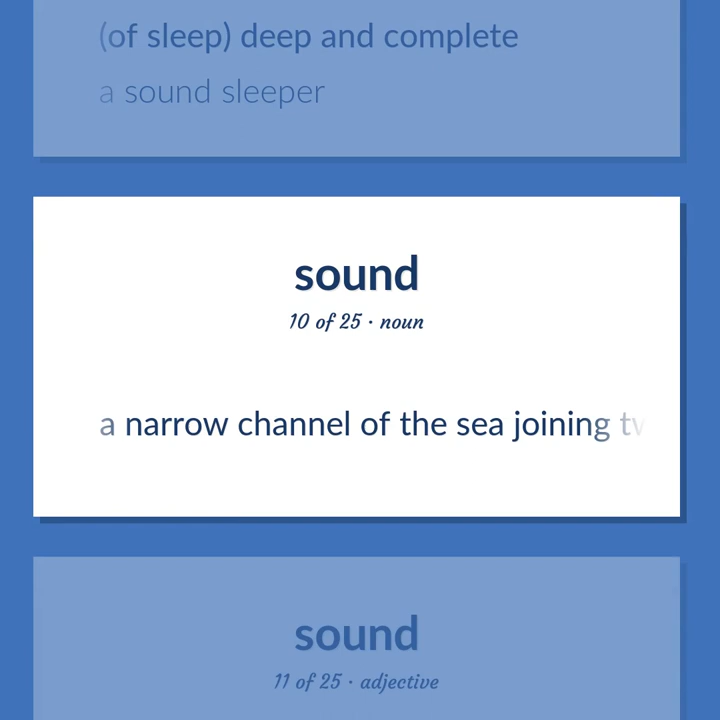 (of sleep) deep and complete
a sound sleeper
sound
10 of 25 · noun
a narrow channel of the sea joining
sound
11 of 25 · adjective